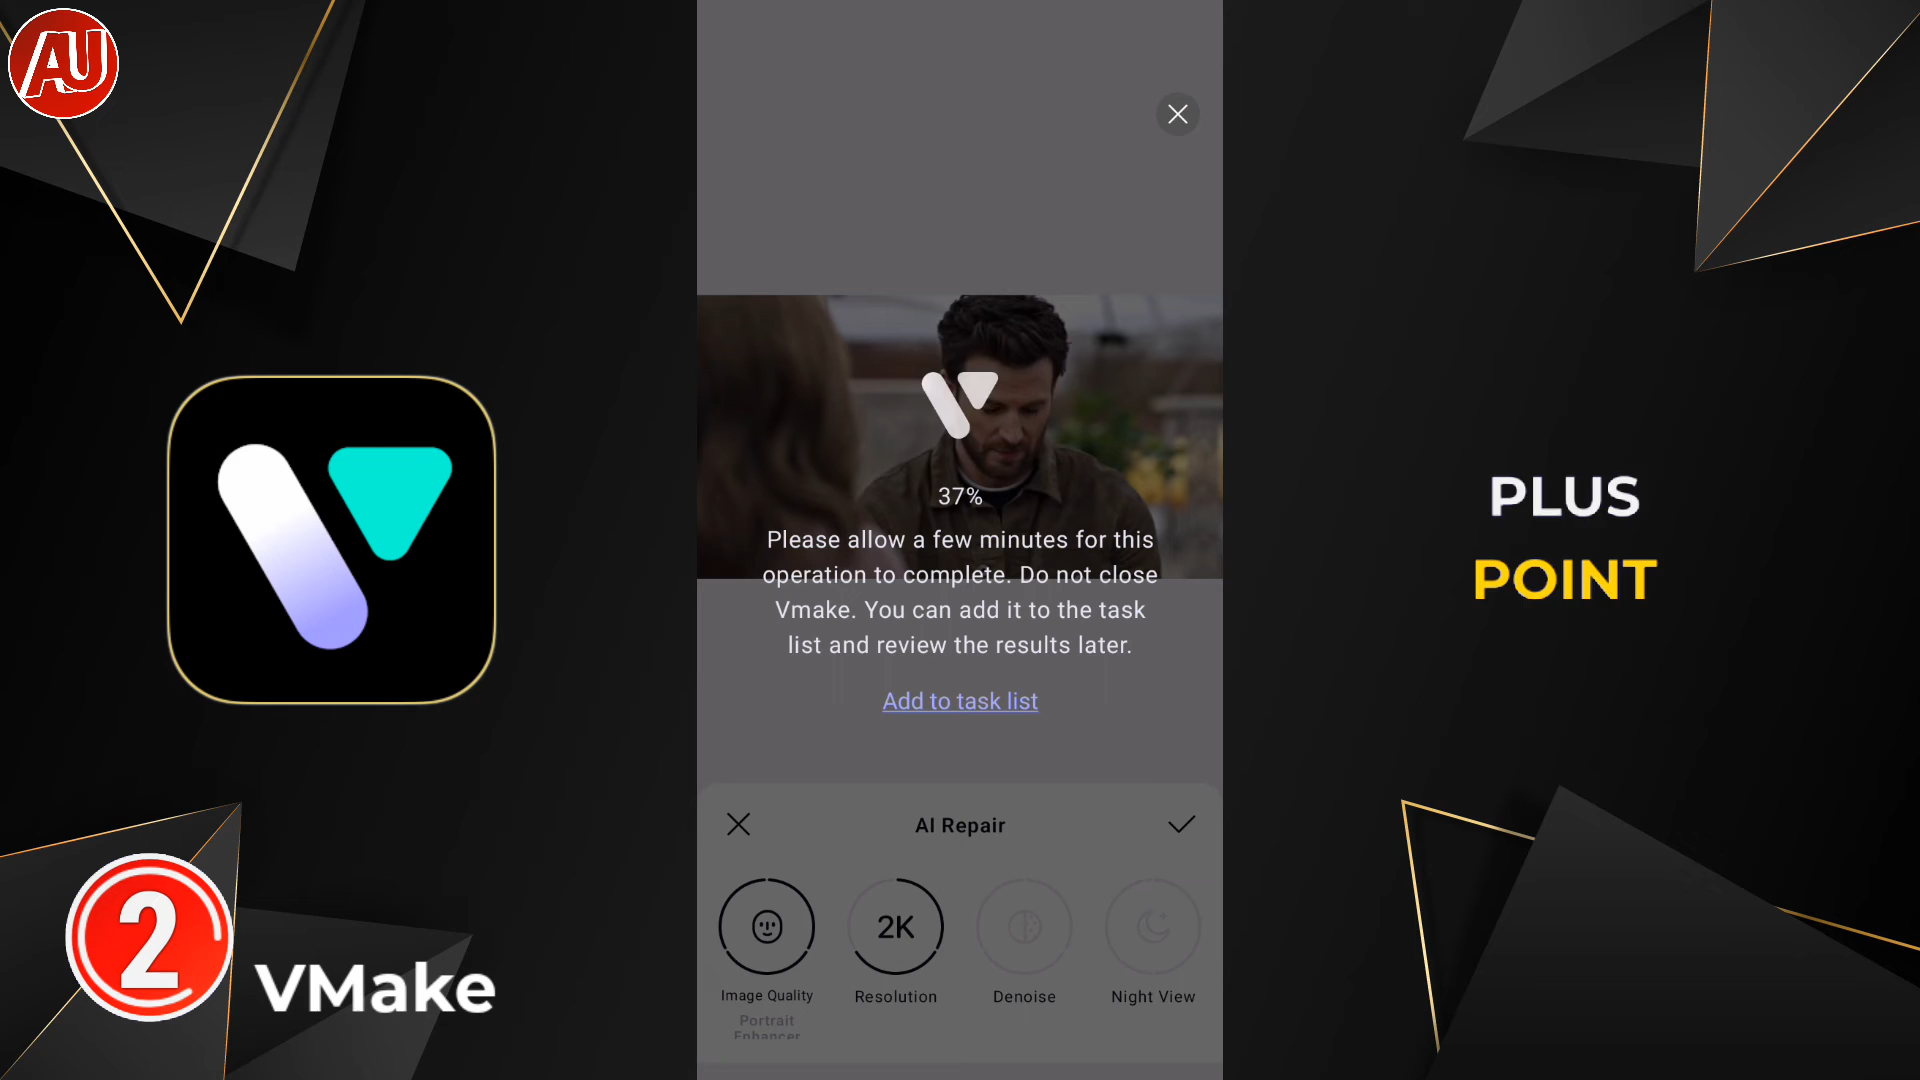 AU
PLUS
POINT
37%
Please allow a few minutes for this
operation to complete. Do not close
Vmake. You can add it to the task
list and review the results later.
Add to task list
AI Repair
2K
Image Quality
Resolution
Denoise
Night View
Portrait
Enhancer
2
VMake